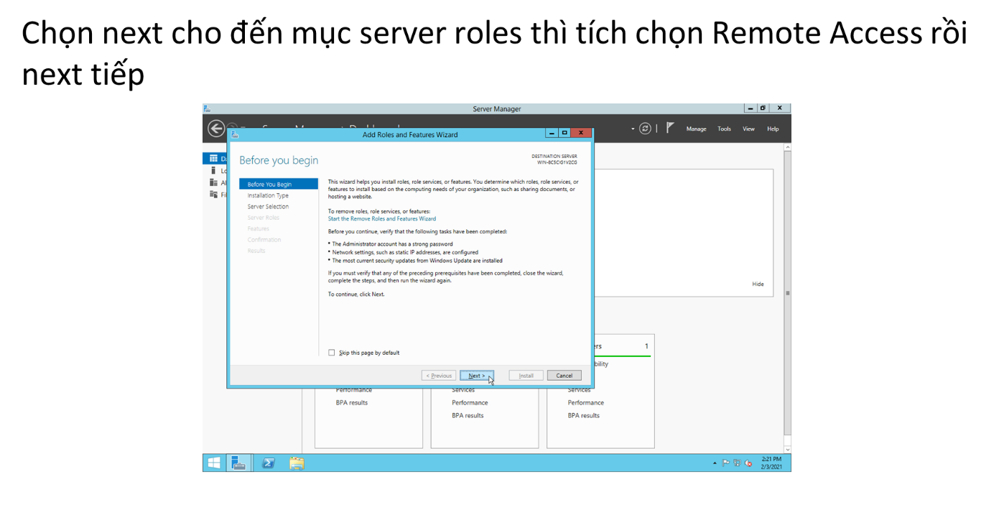 Chọn next cho đến mục server roles thì tích chọn Remote Access rồi
next tiếp
Server Manager
Manage Tools View Help
Add Roles and Features Wizard
Before you begin
DESTINATION SERVER
Before You Begin
Installation Type
Server Selection
Server Roles
Features
Confirmation
Results
This wizard helps you install roles, role services, or features. You determine which roles, role services, or
features to install based on the computing needs of your organization, such as sharing documents, or
hosting a website.
To remove roles, role services, or features:
Start the Remove Roles and Features Wizard
Before you continue, verify that the following tasks have been completed:
• The Administrator account has a strong password
• Network settings, such as static IP addresses, are configured
• The most current security updates from Windows Update are installed
If you must verify that any of the preceding prerequisites have been completed, close the wizard,
complete the steps, and then run the wizard again.
To continue, click Next.
Skip this page by default
< Previous Next > Install Cancel
Hide
ers 1
bility
Performance Services Services
BPA results Performance Performance
BPA results BPA results
2:21 PM
2/3/2021